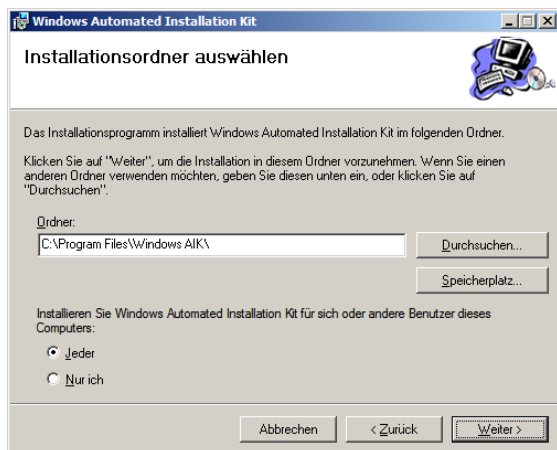 Windows Automated Installation Kit
Installationsordner auswählen
Das Installationsprogramm installiert Windows Automated Installation Kit im folgenden Ordner.
Klicken Sie auf "Weiter", um die Installation in diesem Ordner vorzunehmen. Wenn Sie einen
anderen Ordner verwenden möchten, geben Sie diesen unten ein, oder klicken Sie auf
"Durchsuchen".
Ordner:
C:\Program Files\Windows AIK\
Durchsuchen...
Speicherplatz...
Installieren Sie Windows Automated Installation Kit für sich oder andere Benutzer dieses
Computers:
Jeder
Nur ich
Abbrechen < Zurück Weiter >